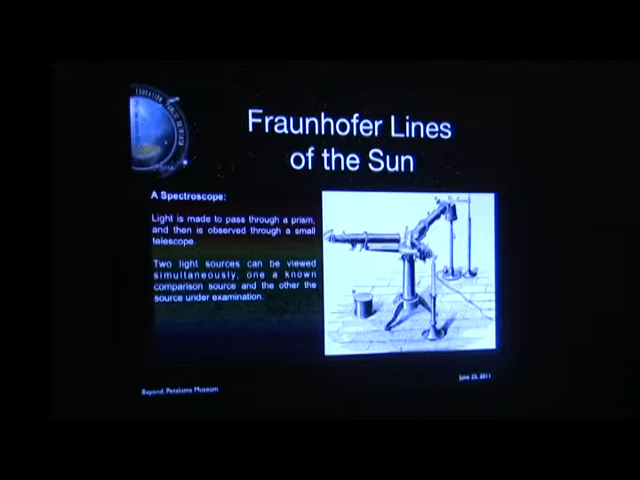 Fraunhofer Lines
of the Sun
A Spectroscope:
Light is made to pass through a prism,
and then is observed through a small
telescope.
Two light sources can be viewed
simultaneously, one a known
comparison source and the other the
source under examination.
June 25, 2011
Museum